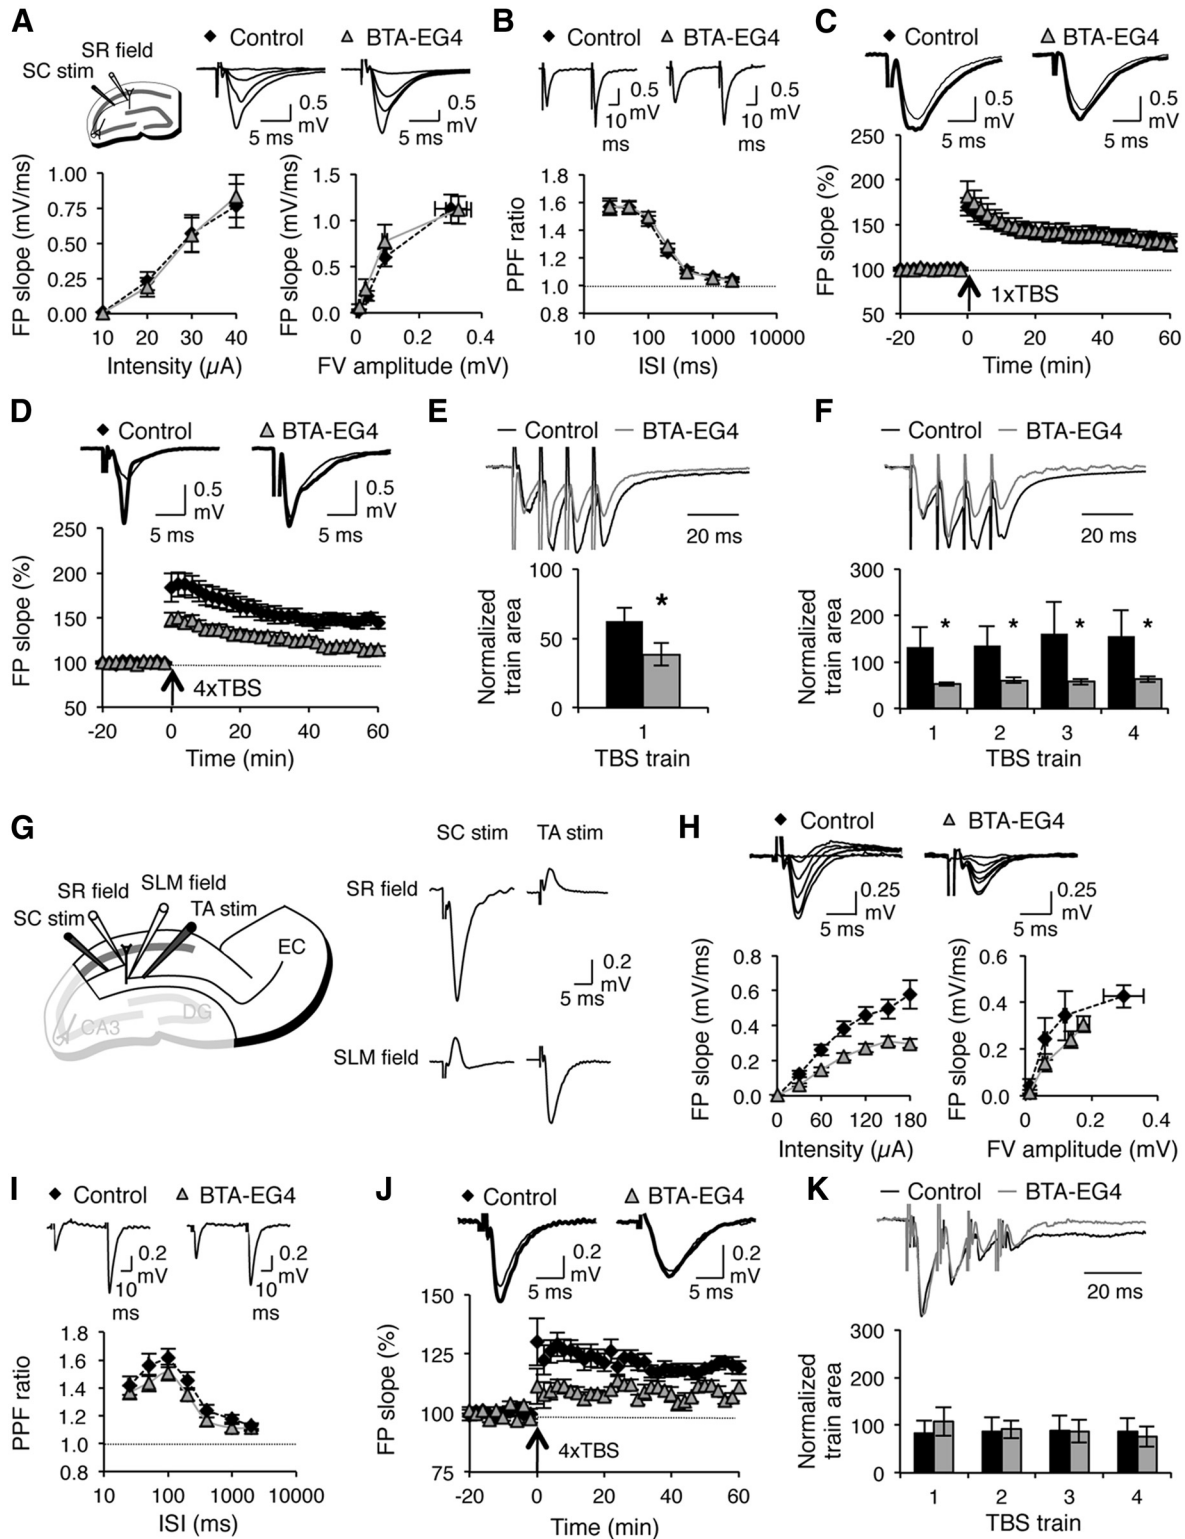 A
SR field
SC stim
Control
BTA-EG4
0.5
mV
5 ms
0.5
mV
5 ms
FP slope (mV/ms)
1.00
0.75
0.50
0.25
0.00
10 20 30 40
Intensity (µA)
FP slope (mV/ms)
1.5
1.0
0.5
0.0
0 0.2 0.4
FV amplitude (mV)
B
Control
BTA-EG4
0.5
mV
10
ms
0.5
mV
10
ms
PPF ratio
1.8
1.6
1.4
1.2
1.0
0.8
10 100 1000 10000
ISI (ms)
C
Control
BTA-EG4
0.5
mV
5 ms
0.5
mV
5 ms
FP slope (%)
250
200
150
100
50
1xTBS
-20 0 20 40 60
Time (min)
D
Control
BTA-EG4
0.5
mV
5 ms
0.5
mV
5 ms
FP slope (%)
250
200
150
100
50
4xTBS
-20 0 20 40 60
Time (min)
E
Control
BTA-EG4
20 ms
Normalized
train area
100
50
0
*
1
TBS train
F
Control
BTA-EG4
20 ms
Normalized
train area
300
200
100
0
* * * *
1 2 3 4
TBS train
G
SR field
SLM field
SC stim
TA stim
EC
DG
CA3
SC stim
TA stim
SR field
0.2
mV
5 ms
SLM field
H
Control
BTA-EG4
0.25
mV
5 ms
0.25
mV
5 ms
FP slope (mV/ms)
0.8
0.6
0.4
0.2
0.0
0 60 120 180
Intensity (µA)
FP slope (mV/ms)
0.6
0.4
0.2
0.0
0 0.2 0.4
FV amplitude (mV)
I
Control
BTA-EG4
0.2
mV
10
ms
0.2
mV
10
ms
PPF ratio
1.8
1.6
1.4
1.2
1.0
0.8
10 100 1000 10000
ISI (ms)
J
Control
BTA-EG4
0.2
mV
5 ms
0.2
mV
5 ms
FP slope (%)
150
125
100
75
4xTBS
-20 0 20 40 60
Time (min)
K
Control
BTA-EG4
20 ms
Normalized
train area
300
200
100
0
1 2 3 4
TBS train